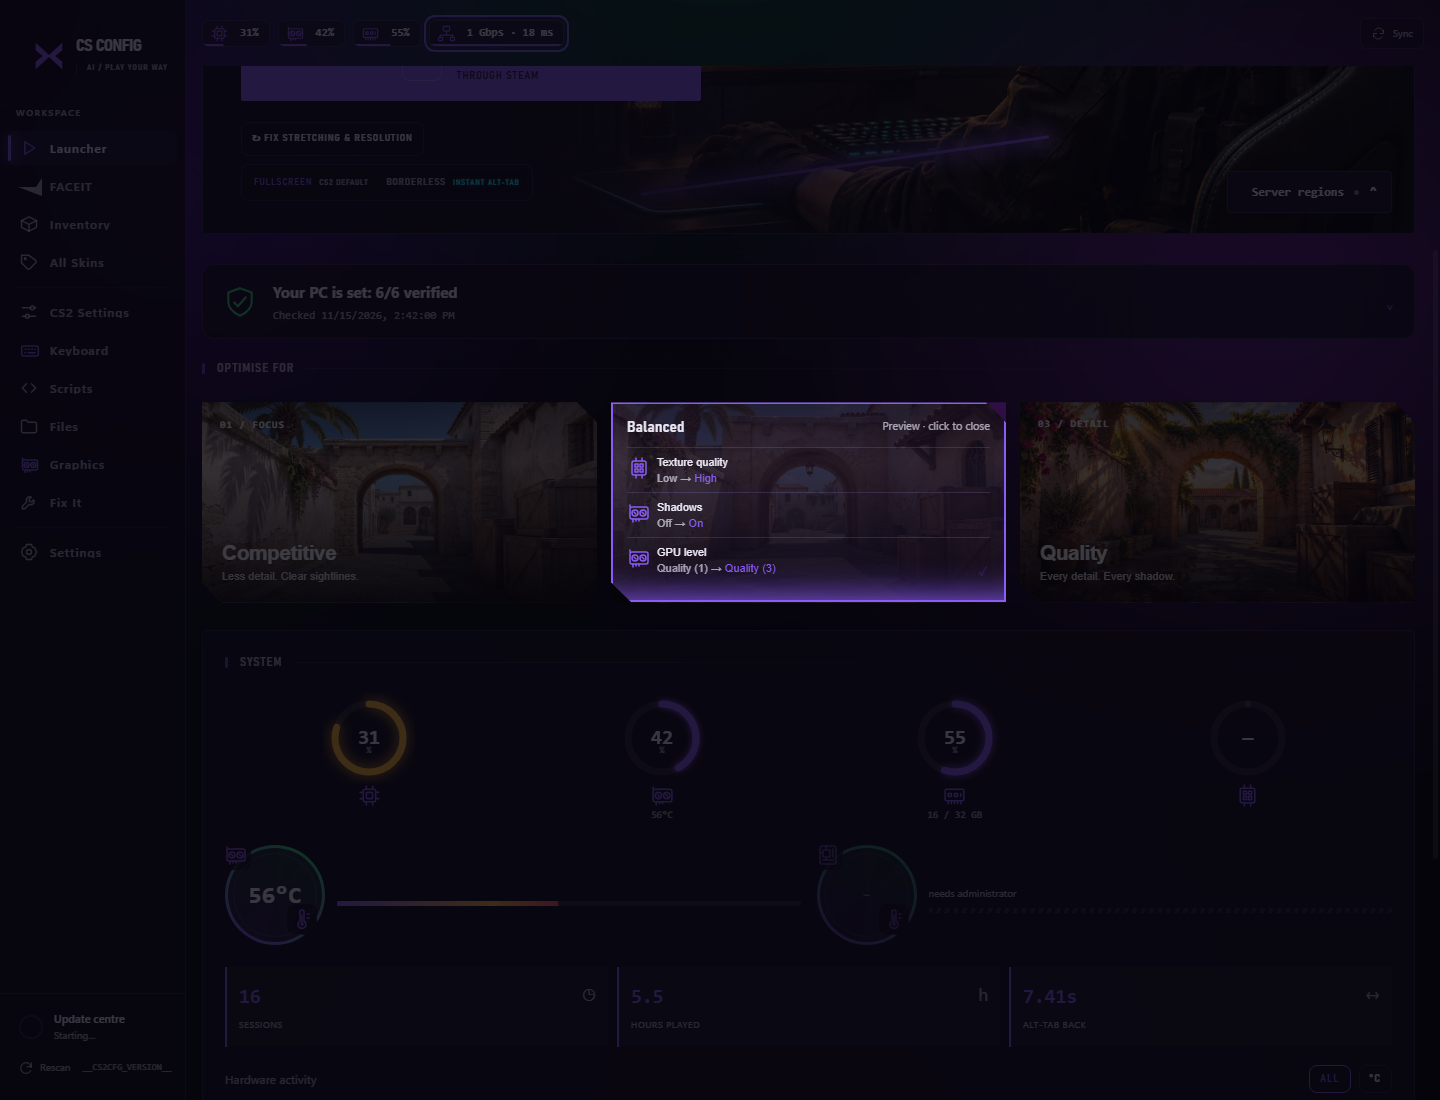 CS CONFIG
AI / PLAY YOUR WAY
31%
42%
55%
1 Gbps · 18 ms
Sync
WORKSPACE
Launcher
FACEIT
Inventory
All Skins
CS2 Settings
Keyboard
Scripts
Files
Graphics
Fix It
Settings
THROUGH STEAM
↻ FIX STRETCHING & RESOLUTION
FULLSCREEN CS2 DEFAULT BORDERLESS INSTANT ALT-TAB
Server regions
Your PC is set: 6/6 verified
Checked 11/15/2026, 2:42:00 PM
OPTIMISE FOR
01 / FOCUS
Competitive
Less detail. Clear sightlines.
Balanced
Preview · click to close
Texture quality
Low → High
Shadows
Off → On
GPU level
Quality (1) → Quality (3)
03 / DETAIL
Quality
Every detail. Every shadow.
SYSTEM
31
%
42
%
56°C
55
%
16 / 32 GB
—
56°C
—
needs administrator
16
SESSIONS
5.5
h
HOURS PLAYED
7.41s
ALT-TAB BACK
Hardware activity
ALL
°C
Update centre
Starting...
Rescan
__CS2CFG_VERSION__